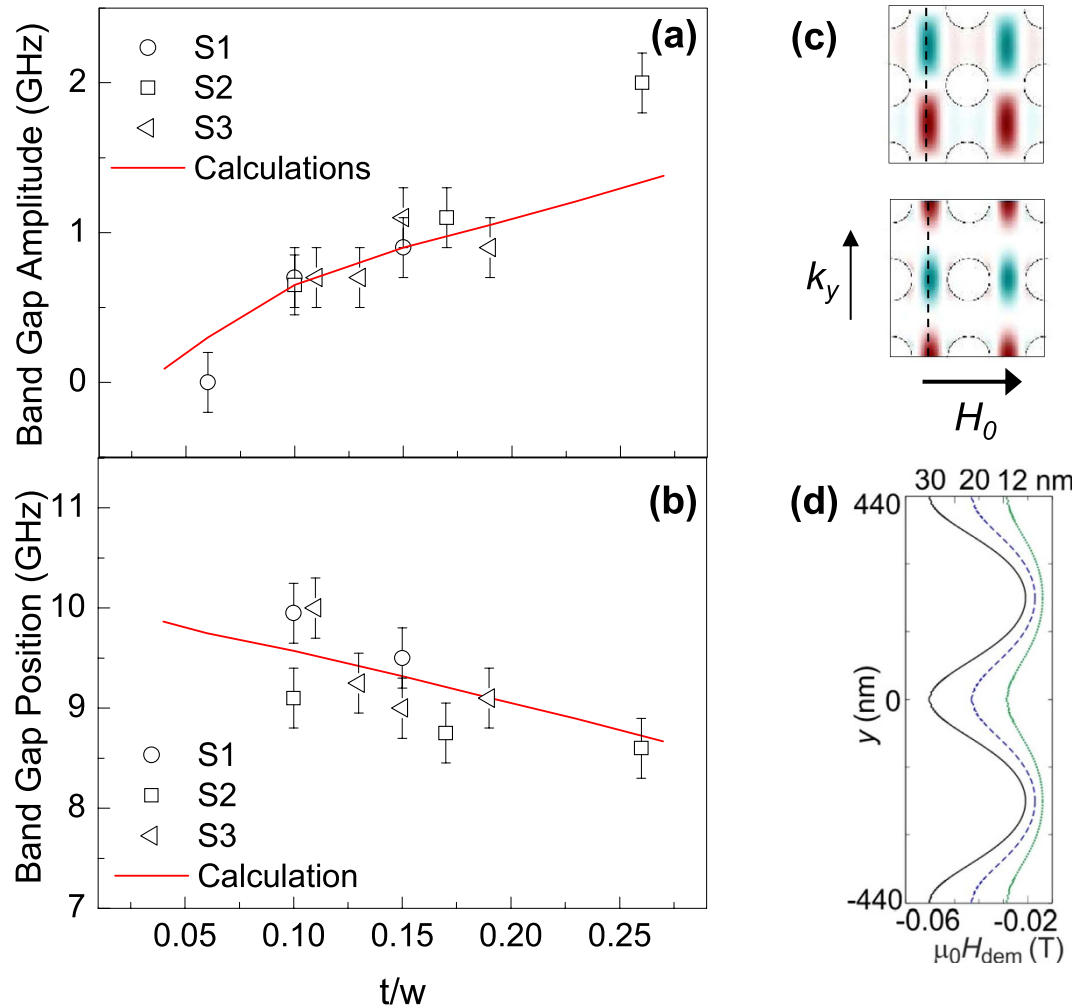 (a)
S1
S2
S3
Calculations
Band Gap Amplitude (GHz)
2
1
0
(b)
S1
S2
S3
Calculation
Band Gap Position (GHz)
11
10
9
8
7
0.05 0.10 0.15 0.20 0.25
t/w
(c)
ky
H0
(d)
30 20 12 nm
440
0
-440
y (nm)
-0.06 -0.02
μ0Hdem (T)